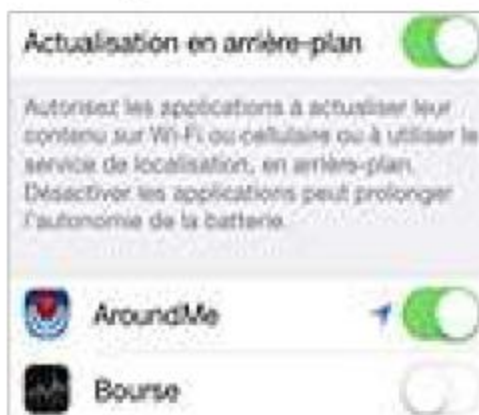 Actualisation en arrière-plan
Autorisez les applications à actualiser leur
contenu sur Wi-Fi ou cellulaire ou à utiliser le
service de localisation, en arrière-plan.
Désactiver les applications peut prolonger
l'autonomie de la batterie.
AroundMe
Bourse